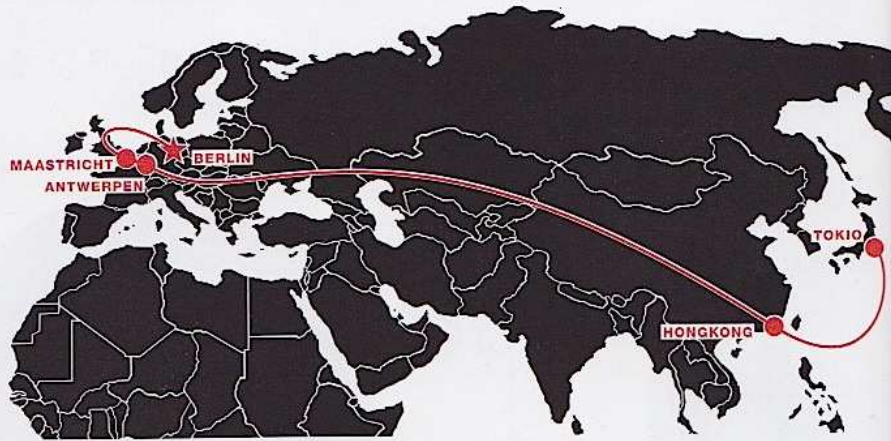 MAASTRICHT
BERLIN
ANTWERPEN
TOKIO
HONGKONG